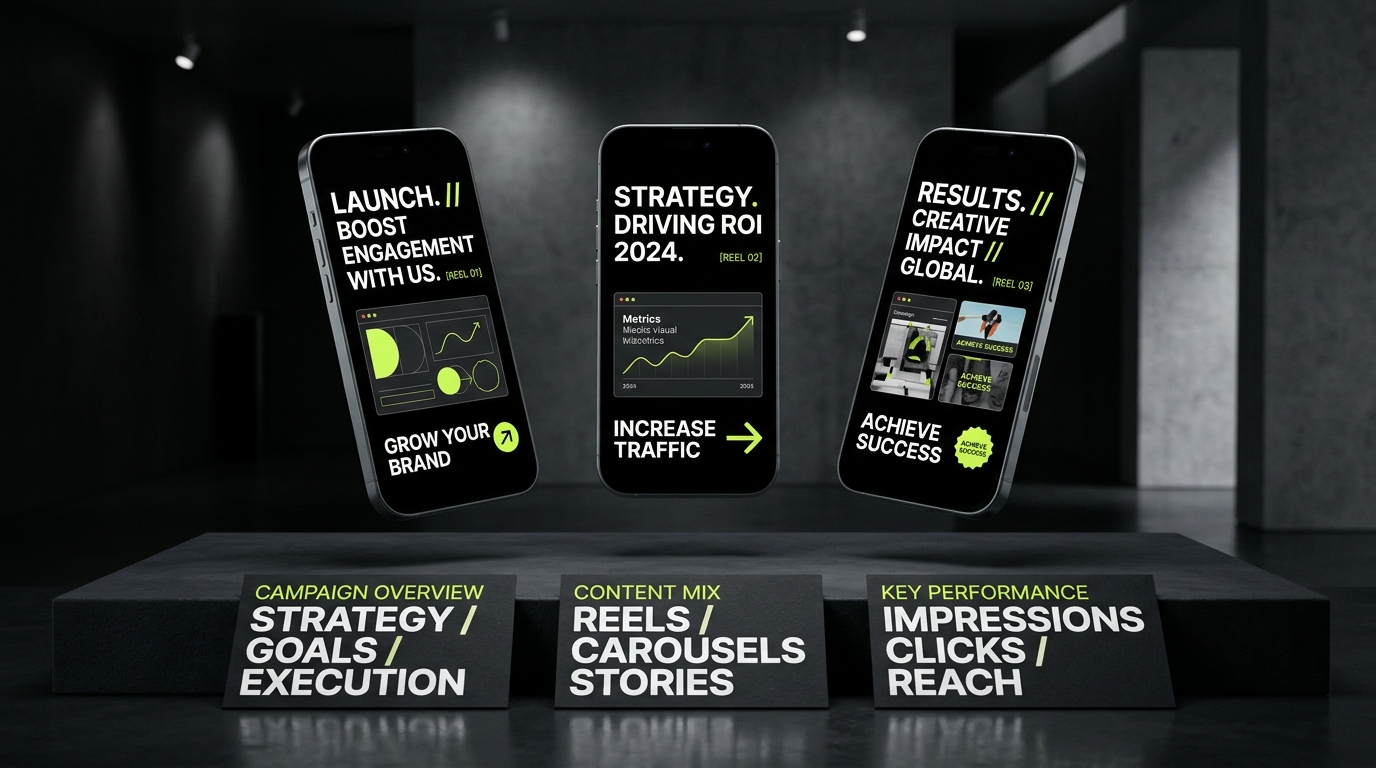 LAUNCH. //
BOOST
ENGAGEMENT
WITH US. [REEL 01]
GROW YOUR
BRAND
STRATEGY.
DRIVING ROI
2024. [REEL 02]
Metrics
INCREASE
TRAFFIC
RESULTS. //
CREATIVE
IMPACT //
GLOBAL. [REEL 03]
ACHIEVE SUCCESS
ACHIEVE
SUCCESS
ACHIEVE
SUCCESS
ACHIEVE
CAMPAIGN OVERVIEW
STRATEGY /
GOALS /
EXECUTION
CONTENT MIX
REELS /
CAROUSELS
STORIES
KEY PERFORMANCE
IMPRESSIONS
CLICKS /
REACH